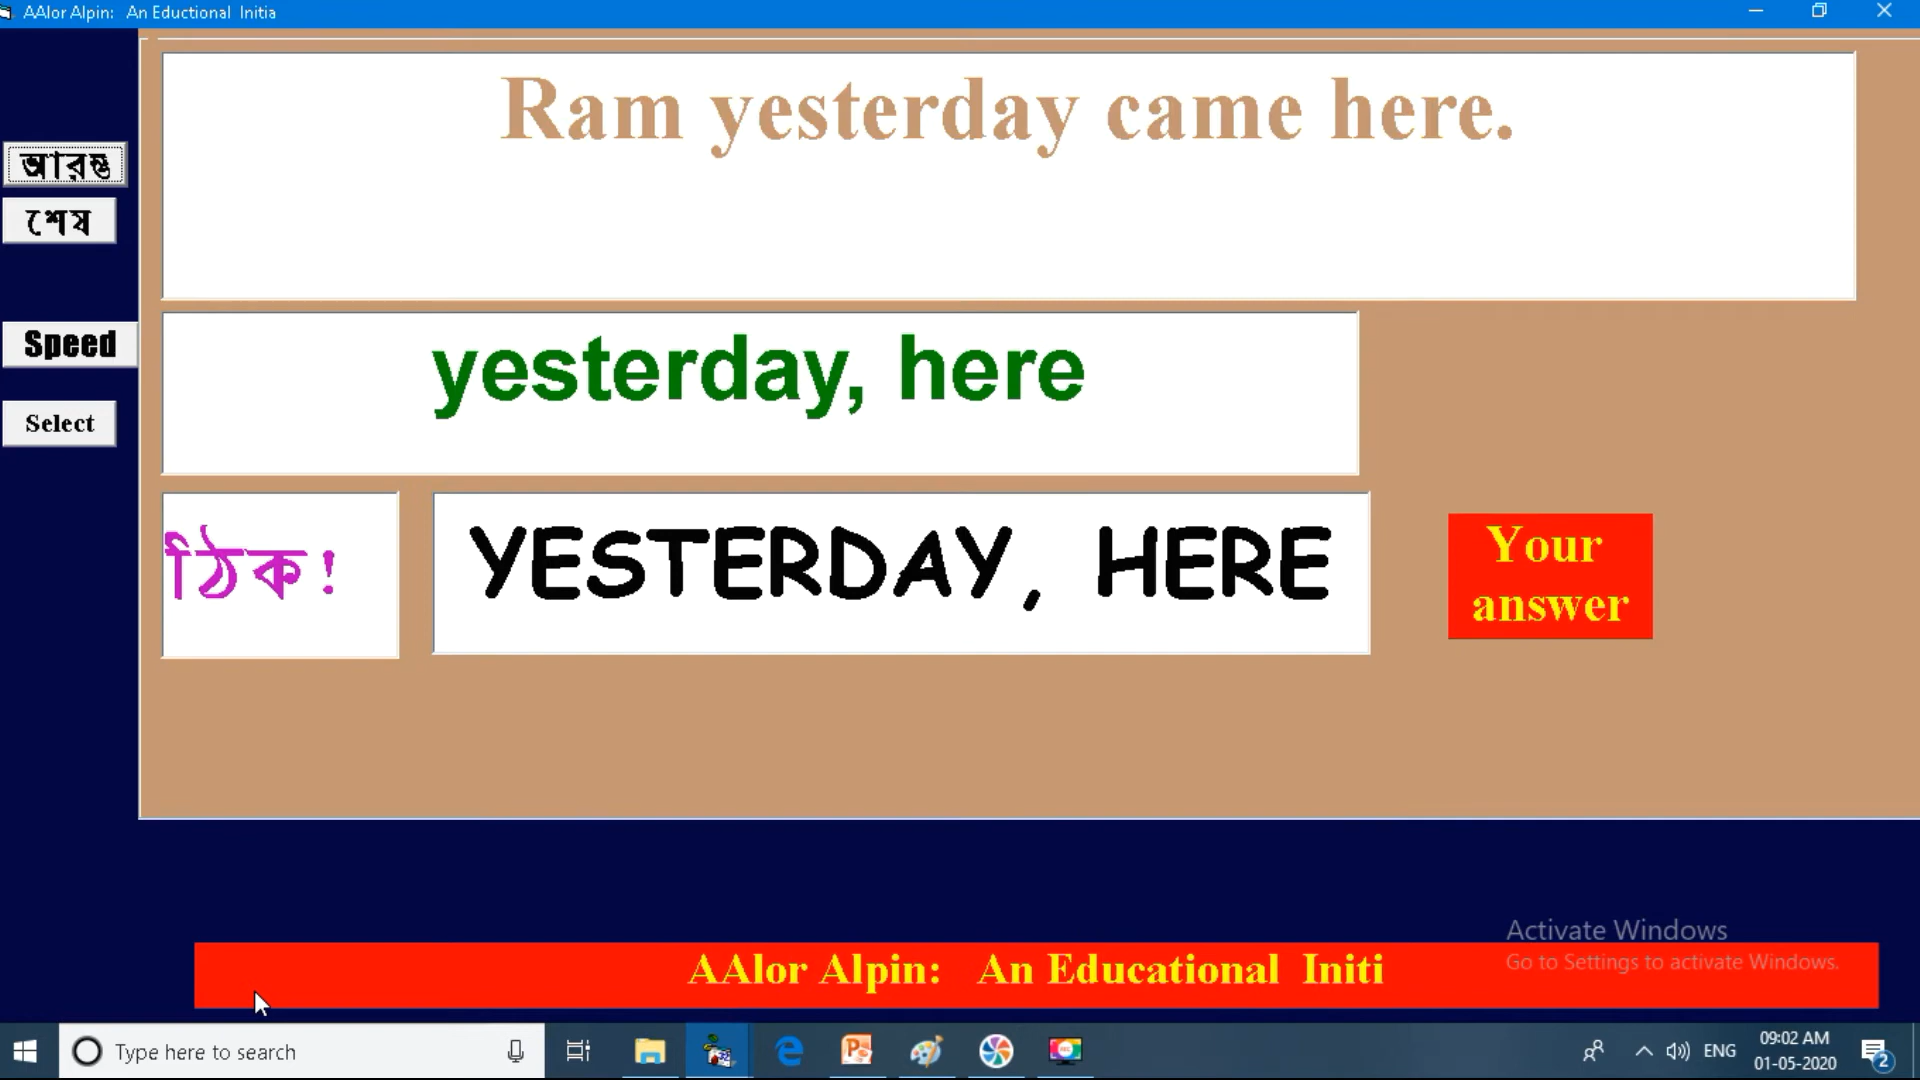 AAlor Alpin: An Eductional Initia
Ram yesterday came here.
আরম্ভ
শেষ
Speed
yesterday, here
Select
ঠিক!
YESTERDAY, HERE
Your
answer
Activate Windows
Go to Settings to activate Windows.
AAlor Alpin: An Educational Initi
Type here to search
ENG
09:02 AM
01-05-2020
2